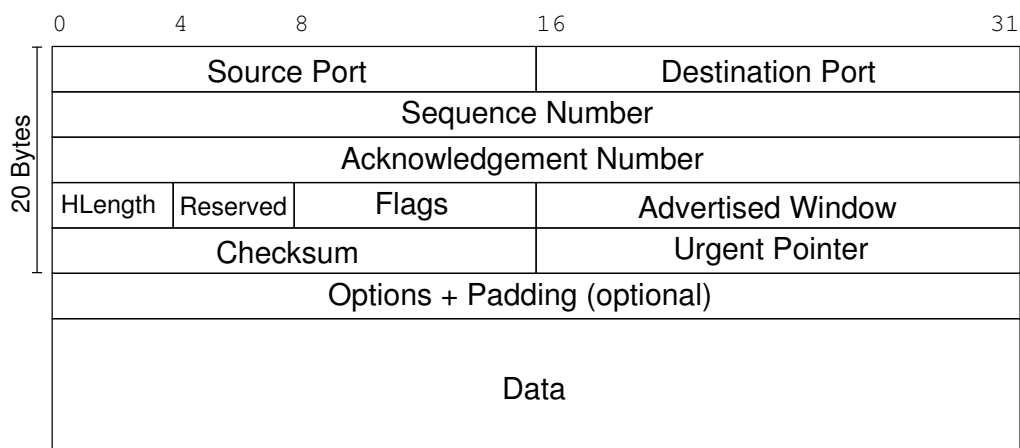 0 4 8 16 31
Source Port Destination Port
Sequence Number
Acknowledgement Number
20 Bytes
HLength Reserved Flags Advertised Window
Checksum Urgent Pointer
Options + Padding (optional)
Data